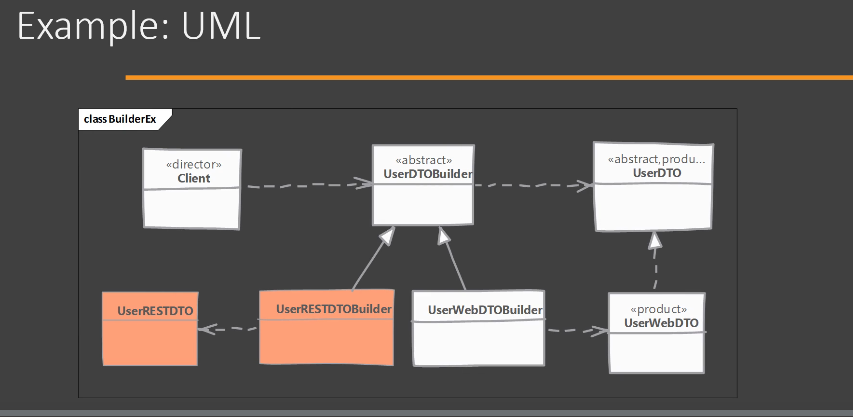 Example: UML
class BuilderEx
«director»
Client
«abstract»
UserDTOBuilder
«abstract,produ...
UserDTO
UserRESTDTO
UserRESTDTOBuilder
UserWebDTOBuilder
«product»
UserWebDTO